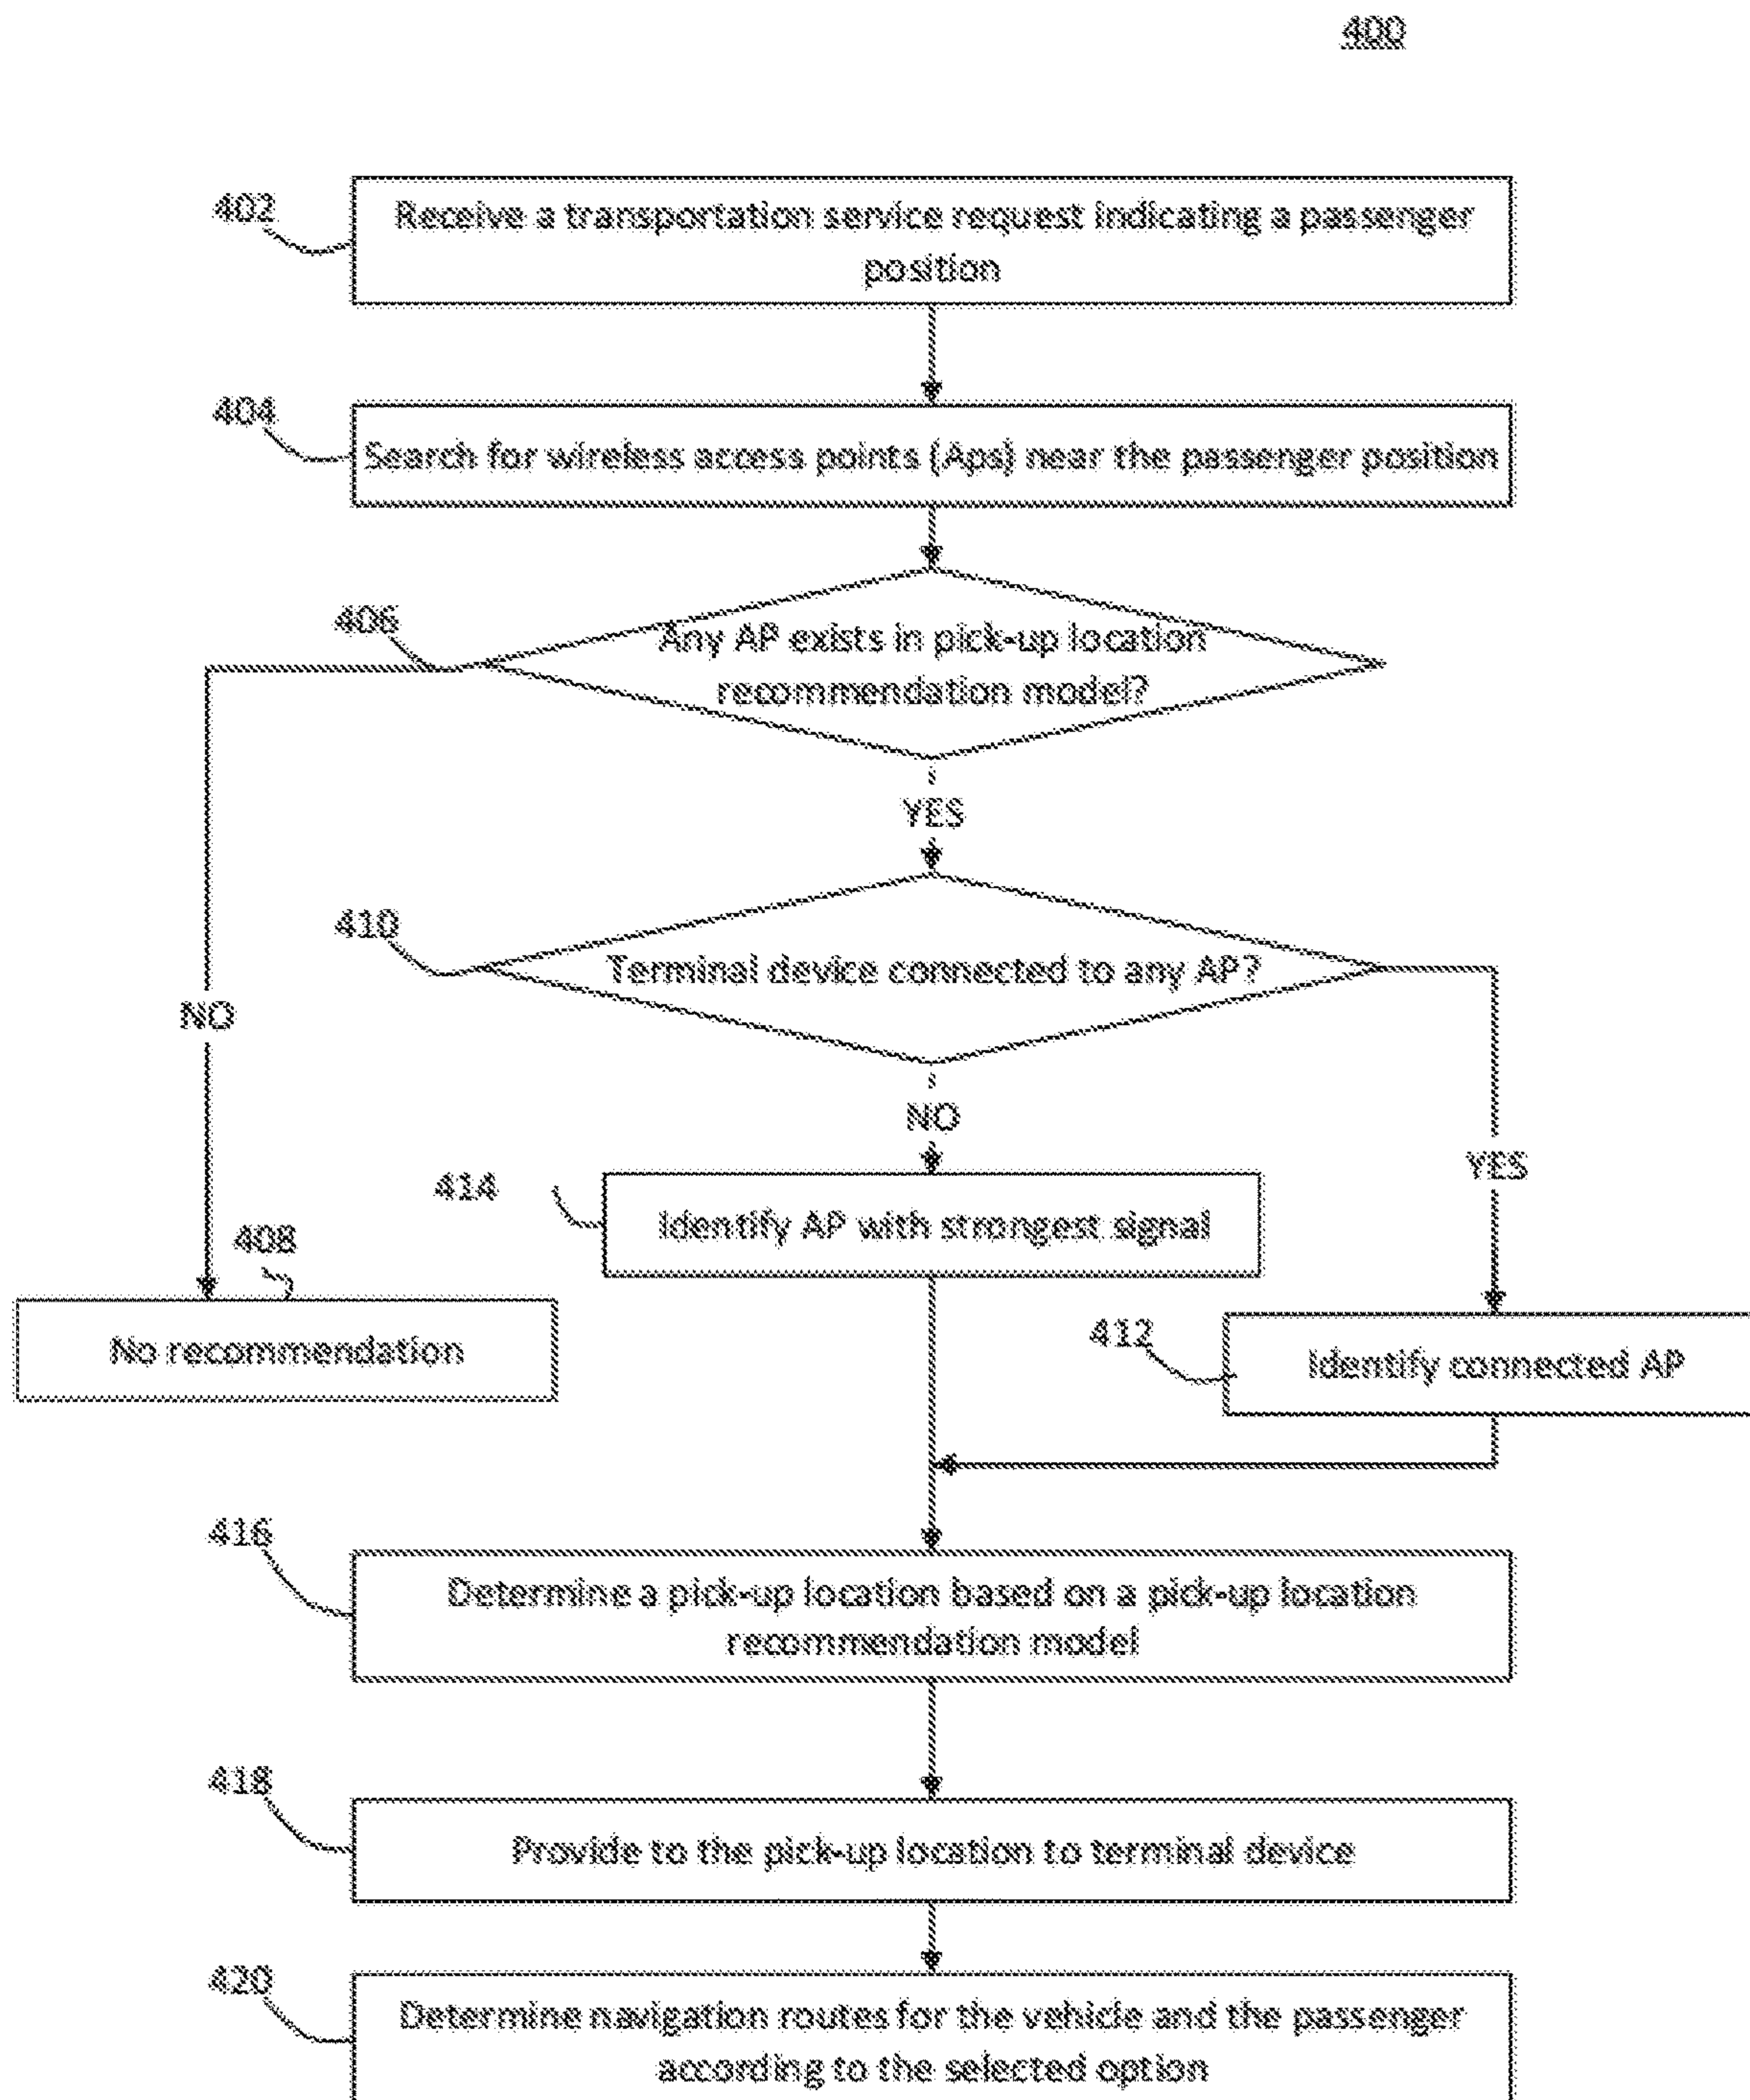 400
402
Receive a transportation service request indicating a passenger
position
404
Search for wireless access points (Aps) near the passenger position
406
Any AP exists in pick-up location
recommendation model?
YES
410
Terminal device connected to any AP?
NO
NO
YES
414
Identify AP with strongest signal
408
No recommendation
412
Identify connected AP
416
Determine a pick-up location based on a pick-up location
recommendation model
418
Provide to the pick-up location to terminal device
420
Determine navigation routes for the vehicle and the passenger
according to the selected option